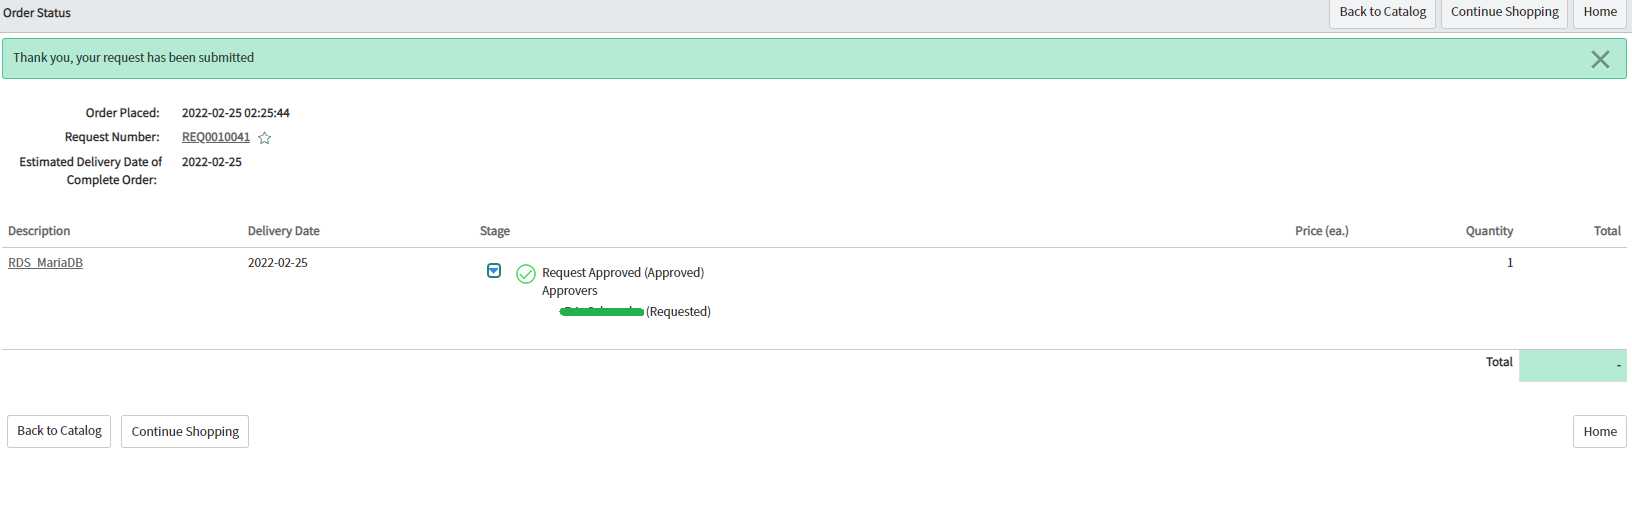 Order Status
Back to Catalog
Continue Shopping
Home
Thank you, your request has been submitted
Order Placed: 2022-02-25 02:25:44
Request Number: REQ0010041
Estimated Delivery Date of Complete Order: 2022-02-25
Description Delivery Date Stage Price (ea.) Quantity Total
RDS_MariaDB 2022-02-25 Request Approved (Approved) 1
Approvers
(Requested)
Total -
Back to Catalog
Continue Shopping
Home